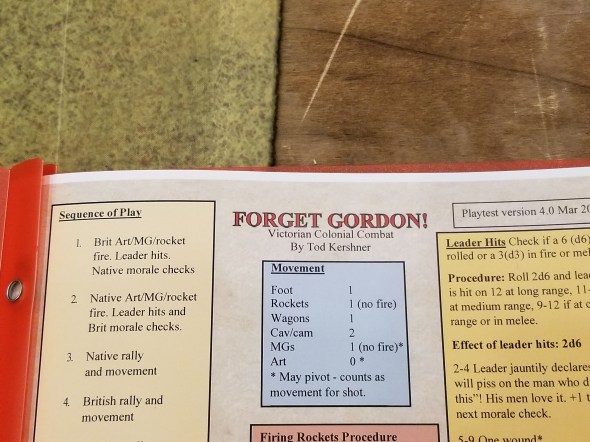 Sequence of Play
1. Brit Art/MG/rocket
fire. Leader hits.
Native morale checks
2. Native Art/MG/rocket
fire. Leader hits and
Brit morale checks.
3. Native rally
and movement
4. British rally and
movement
FORGET GORDON!
Victorian Colonial Combat
By Tod Kershner
Movement
Foot 1
Rockets 1 (no fire)
Wagons 1
Cav/cam 2
MGs 1 (no fire)*
Art 0 *
* May pivot - counts as
movement for shot.
Firing Rockets Procedure
Playtest version 4.0 Mar
Leader Hits Check if a 6 (d6)
rolled or a 3(d3) in fire or
Procedure: Roll 2d6 and
is hit on 12 at long range, 11-
at medium range, 9-12 if at
range or in melee.
Effect of leader hits: 2d6
2-4 Leader jauntily declares
will piss on the man who
this"! His men love it. +1
next morale check.
5-9 One wound*